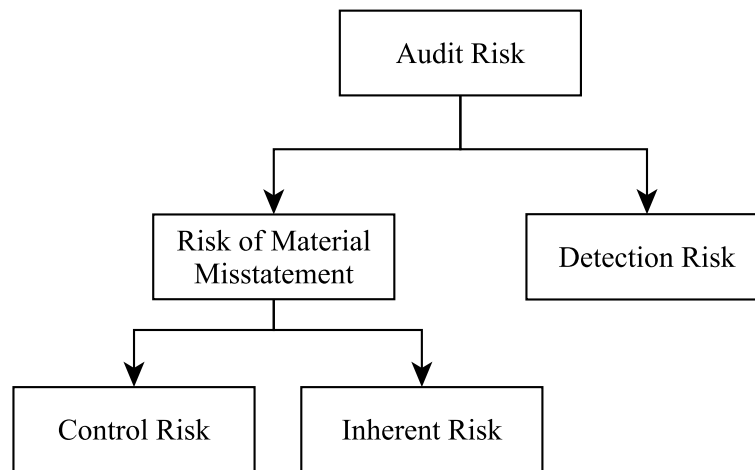 Audit Risk
Risk of Material
Misstatement
Detection Risk
Control Risk
Inherent Risk